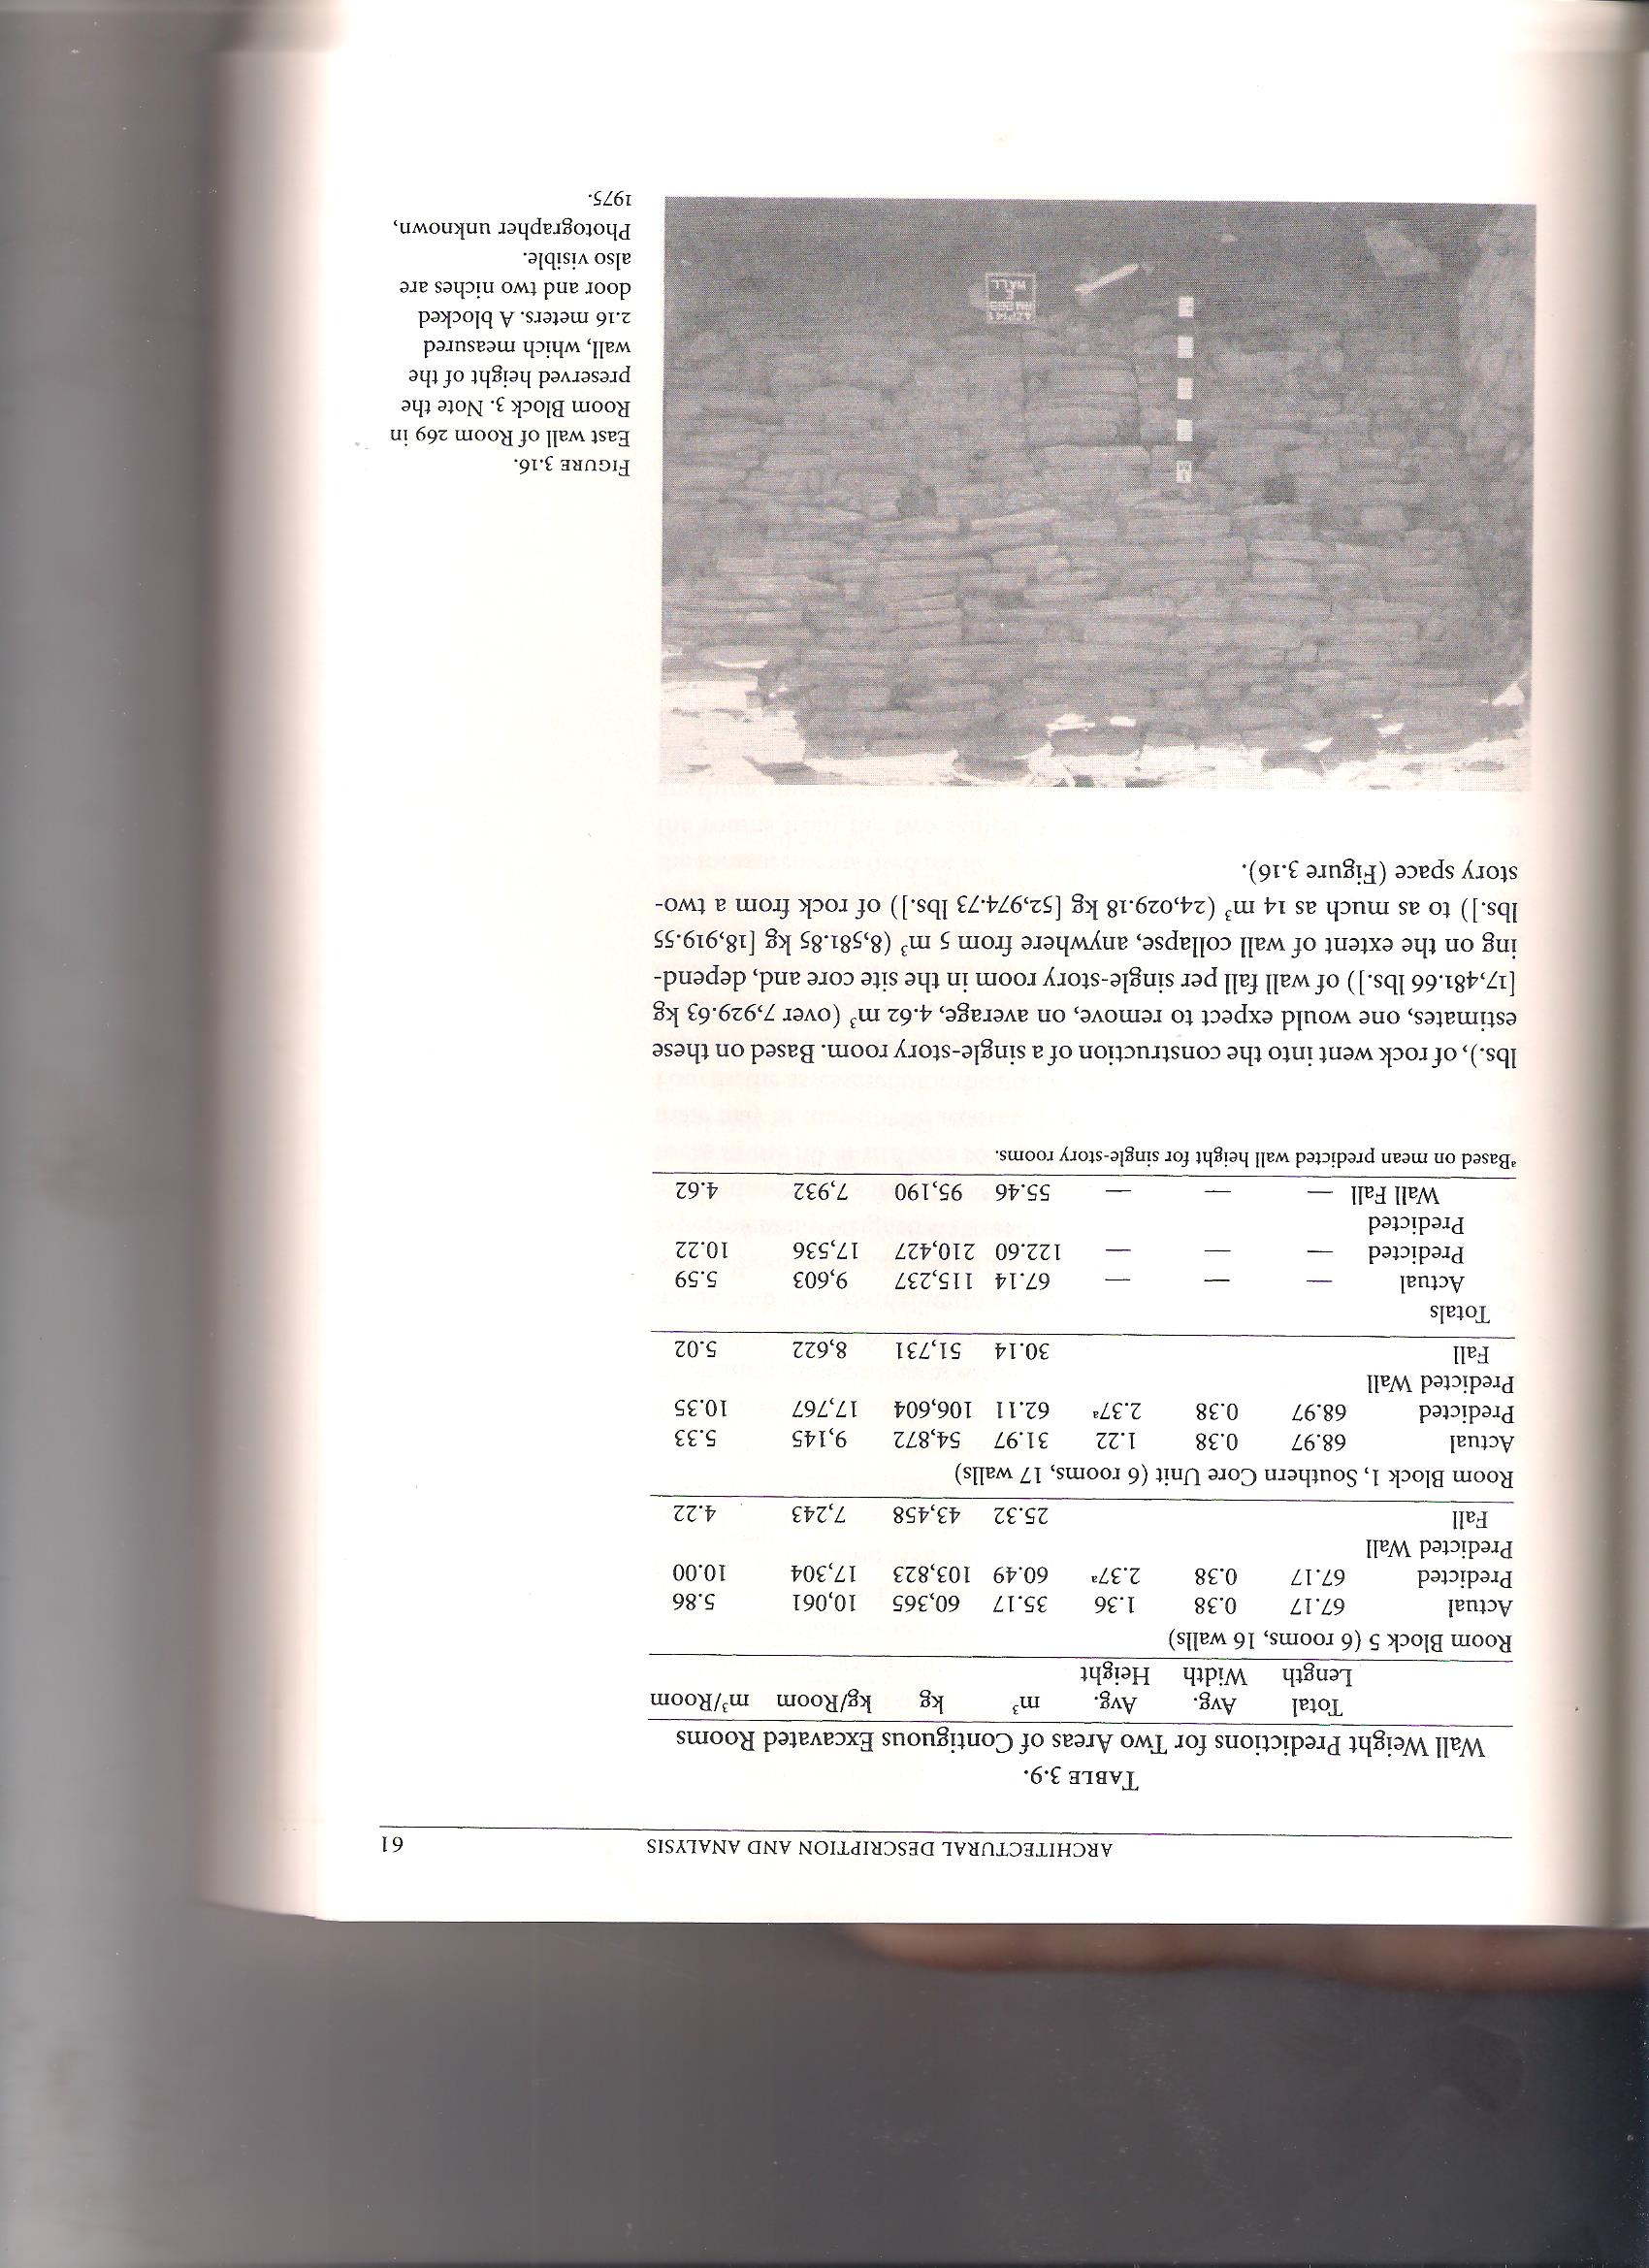 ARCHITECTURAL DESCRIPTION AND ANALYSIS 61
TABLE 3.9.
Wall Weight Predictions for Two Areas of Contiguous Excavated Rooms
Total Avg. Avg.
Length Width Height m³ kg kg/Room m³/Room
Room Block 5 (6 rooms, 16 walls)
Actual 67.17 0.38 1.36 35.17 60,365 10,061 5.86
Predicted 67.17 0.38 2.37ª 60.49 103,823 17,304 10.00
Predicted Wall
Fall 25.32 43,458 7,243 4.22
Room Block 1, Southern Core Unit (6 rooms, 17 walls)
Actual 68.97 0.38 1.22 31.97 54,872 9,145 5.33
Predicted 68.97 0.38 2.37ª 62.11 106,604 17,767 10.35
Predicted Wall
Fall 30.14 51,731 8,622 5.02
Totals
Actual — — — 67.14 115,237 9,603 5.59
Predicted — — — 122.60 210,427 17,536 10.22
Predicted
Wall Fall — — — 55.46 95,190 7,932 4.62
ªBased on mean predicted wall height for single-story rooms.
lbs.), of rock went into the construction of a single-story room. Based on these
estimates, one would expect to remove, on average, 4.62 m³ (over 7,929.63 kg
[17,481.66 lbs.]) of wall fall per single-story room in the site core and, depend-
ing on the extent of wall collapse, anywhere from 5 m³ (8,581.85 kg [18,919.55
lbs.]) to as much as 14 m³ (24,029.18 kg [52,974.73 lbs.]) of rock from a two-
story space (Figure 3.16).
E
WALL
FIGURE 3.16.
East wall of Room 269 in
Room Block 3. Note the
preserved height of the
wall, which measured
2.16 meters. A blocked
door and two niches are
also visible.
Photographer unknown,
1975.